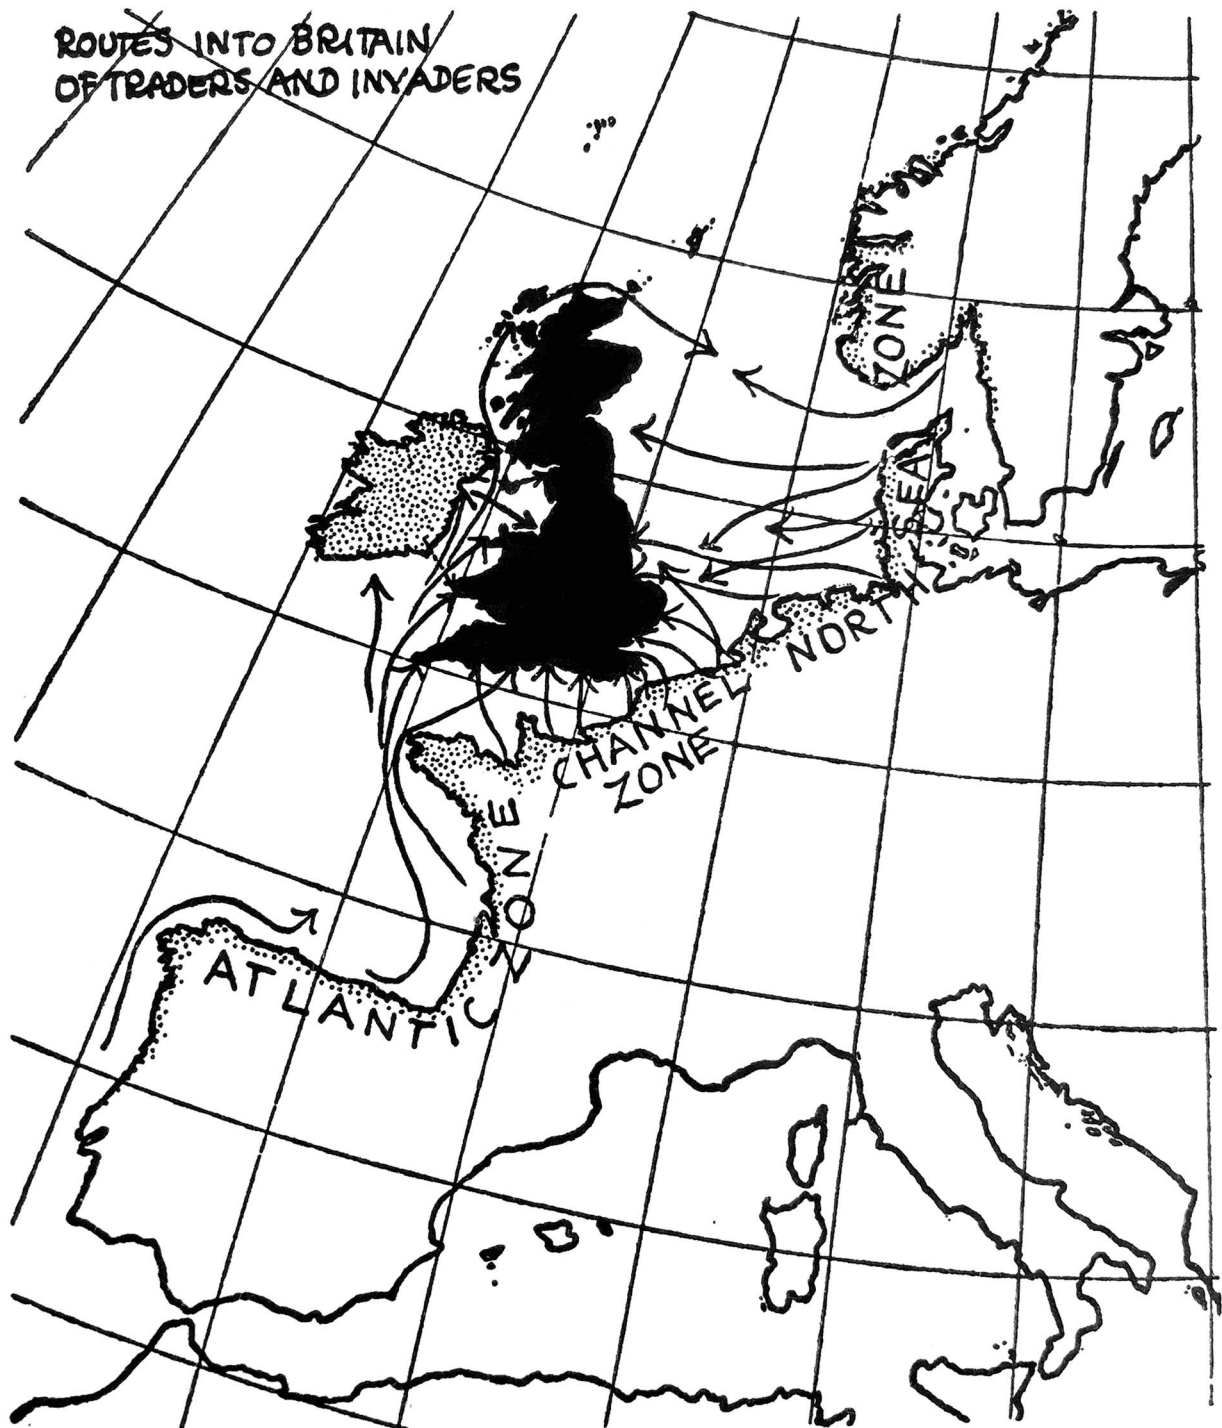 ROUTES INTO BRITAIN
OF TRADERS AND INVADERS
NORTH SEA ZONE
CHANNEL
ZONE
ATLANTIC ZONE